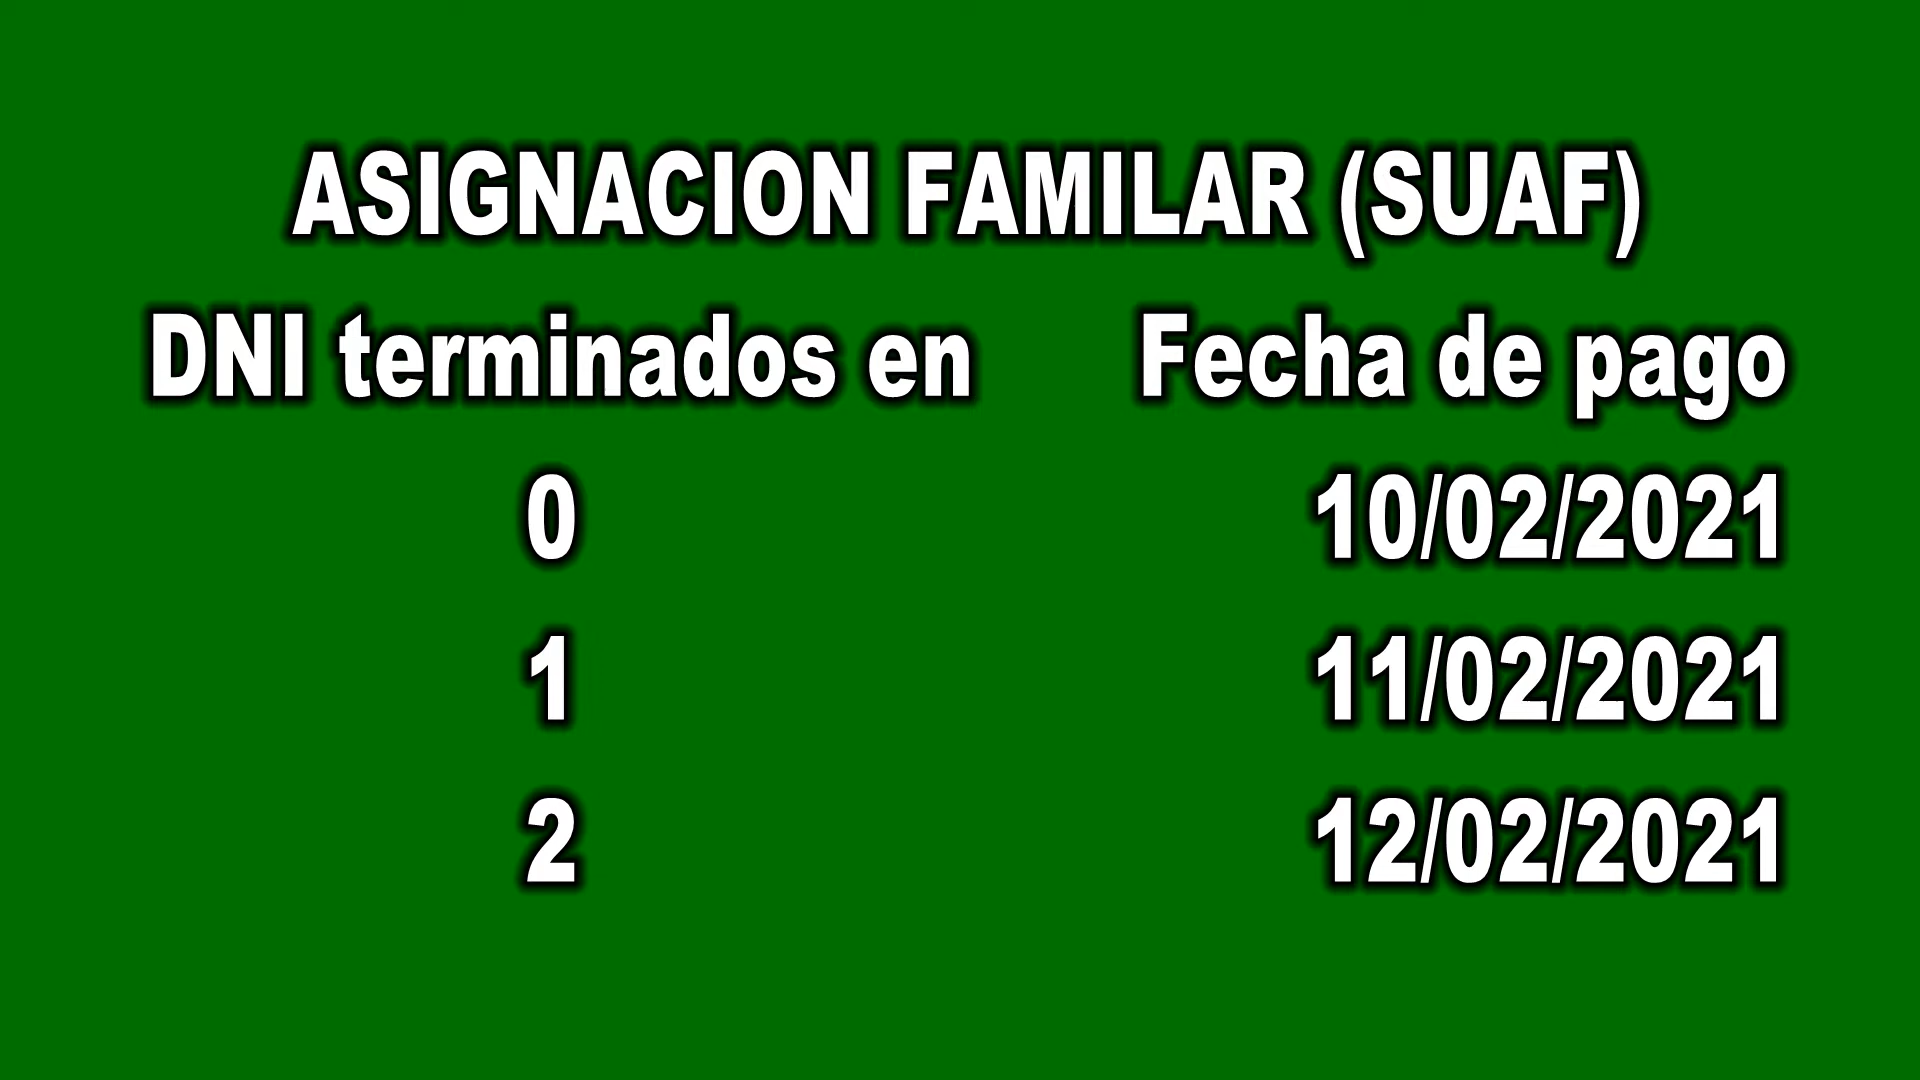 ASIGNACION FAMILAR (SUAF)
DNI terminados en Fecha de pago
0 10/02/2021
1 11/02/2021
2 12/02/2021